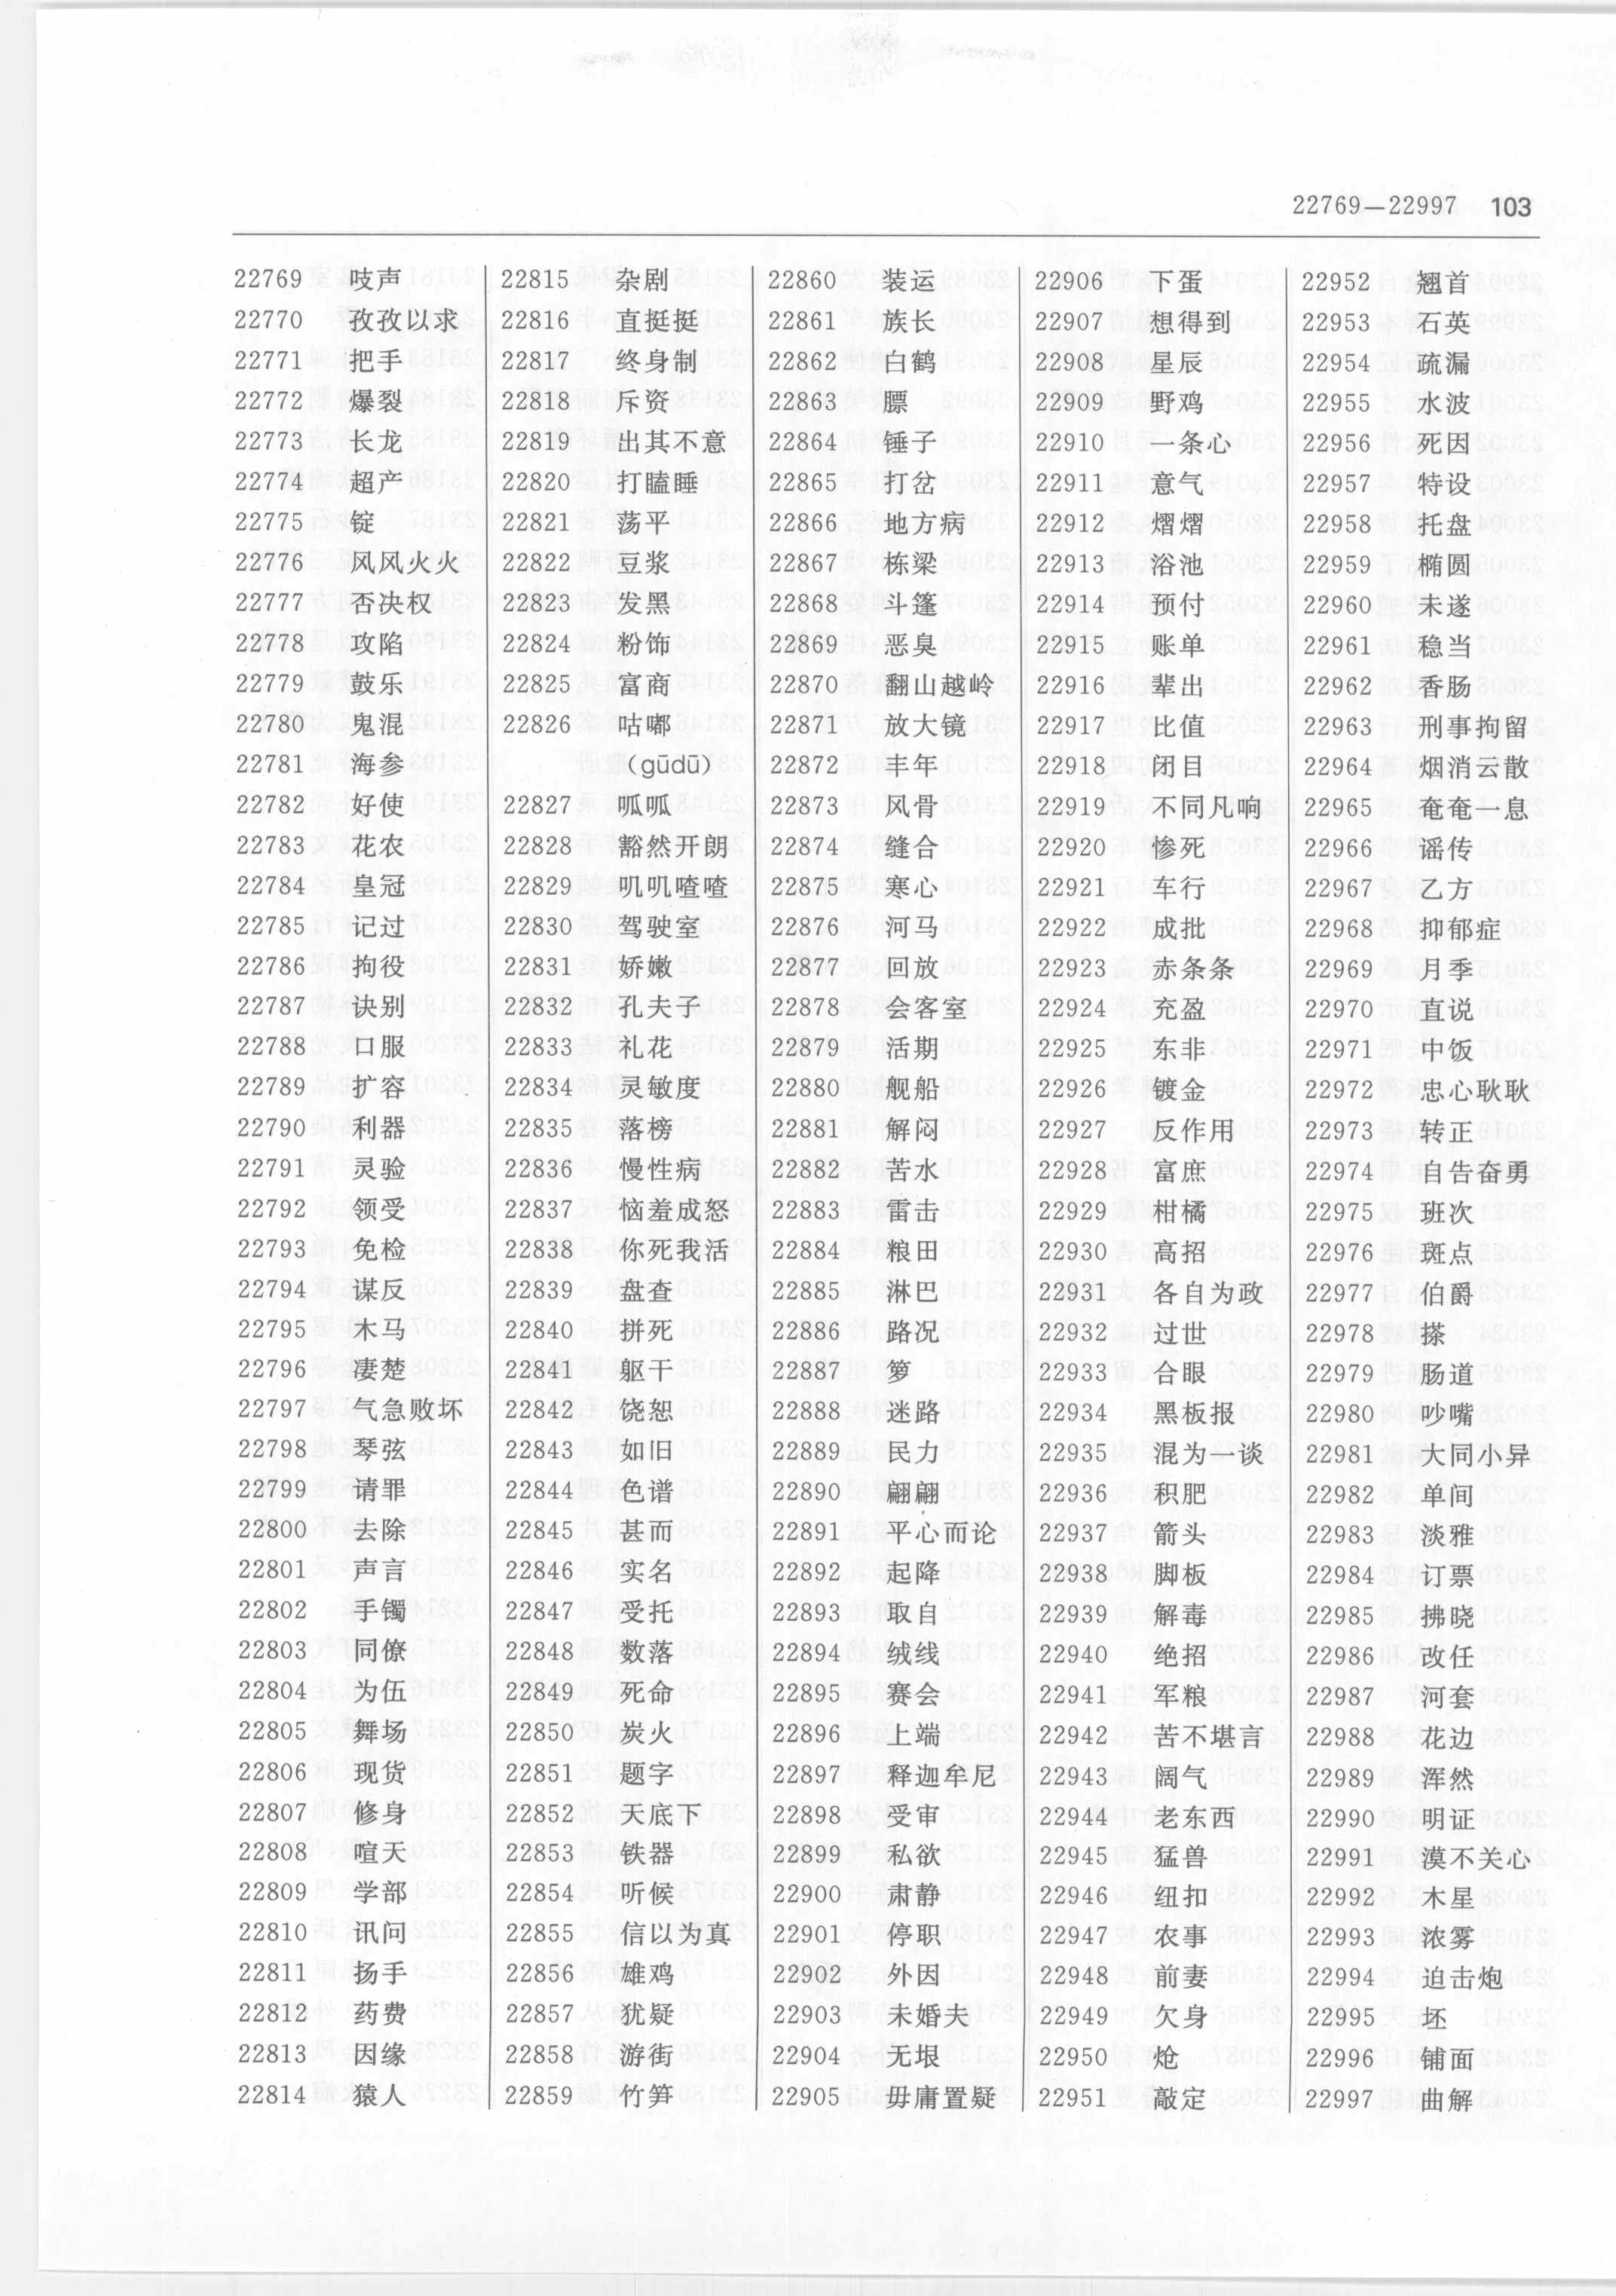 22769—22997 103
22769 吱声
22770 孜孜以求
22771 把手
22772 爆裂
22773 长龙
22774 超产
22775 锭
22776 风风火火
22777 否决权
22778 攻陷
22779 鼓乐
22780 鬼混
22781 海参
22782 好使
22783 花农
22784 皇冠
22785 记过
22786 拘役
22787 诀别
22788 口服
22789 扩容
22790 利器
22791 灵验
22792 领受
22793 免检
22794 谋反
22795 木马
22796 凄楚
22797 气急败坏
22798 琴弦
22799 请罪
22800 去除
22801 声言
22802 手镯
22803 同僚
22804 为伍
22805 舞场
22806 现货
22807 修身
22808 喧天
22809 学部
22810 讯问
22811 扬手
22812 药费
22813 因缘
22814 猿人
22815 杂剧
22816 直挺挺
22817 终身制
22818 斥资
22819 出其不意
22820 打瞌睡
22821 荡平
22822 豆浆
22823 发黑
22824 粉饰
22825 富商
22826 咕嘟
(gūdū)
22827 呱呱
22828 豁然开朗
22829 叽叽喳喳
22830 驾驶室
22831 娇嫩
22832 孔夫子
22833 礼花
22834 灵敏度
22835 落榜
22836 慢性病
22837 恼羞成怒
22838 你死我活
22839 盘查
22840 拼死
22841 躯干
22842 饶恕
22843 如旧
22844 色谱
22845 甚而
22846 实名
22847 受托
22848 数落
22849 死命
22850 炭火
22851 题字
22852 天底下
22853 铁器
22854 听候
22855 信以为真
22856 雄鸡
22857 犹疑
22858 游街
22859 竹笋
22860 装运
22861 族长
22862 白鹤
22863 膘
22864 锤子
22865 打岔
22866 地方病
22867 栋梁
22868 斗篷
22869 恶臭
22870 翻山越岭
22871 放大镜
22872 丰年
22873 风骨
22874 缝合
22875 寒心
22876 河马
22877 回放
22878 会客室
22879 活期
22880 舰船
22881 解闷
22882 苦水
22883 雷击
22884 粮田
22885 淋巴
22886 路况
22887 箩
22888 迷路
22889 民力
22890 翩翩
22891 平心而论
22892 起降
22893 取自
22894 绒线
22895 赛会
22896 上端
22897 释迦牟尼
22898 受审
22899 私欲
22900 肃静
22901 停职
22902 外因
22903 未婚夫
22904 无垠
22905 毋庸置疑
22906 下蛋
22907 想得到
22908 星辰
22909 野鸡
22910 一条心
22911 意气
22912 熠熠
22913 浴池
22914 预付
22915 账单
22916 辈出
22917 比值
22918 闭目
22919 不同凡响
22920 惨死
22921 车行
22922 成批
22923 赤条条
22924 充盈
22925 东非
22926 镀金
22927 反作用
22928 富庶
22929 柑橘
22930 高招
22931 各自为政
22932 过世
22933 合眼
22934 黑板报
22935 混为一谈
22936 积肥
22937 箭头
22938 脚板
22939 解毒
22940 绝招
22941 军粮
22942 苦不堪言
22943 阔气
22944 老东西
22945 猛兽
22946 纽扣
22947 农事
22948 前妻
22949 欠身
22950 炝
22951 敲定
22952 翘首
22953 石英
22954 疏漏
22955 水波
22956 死因
22957 特设
22958 托盘
22959 椭圆
22960 未遂
22961 稳当
22962 香肠
22963 刑事拘留
22964 烟消云散
22965 奄奄一息
22966 谣传
22967 乙方
22968 抑郁症
22969 月季
22970 直说
22971 中饭
22972 忠心耿耿
22973 转正
22974 自告奋勇
22975 班次
22976 斑点
22977 伯爵
22978 搽
22979 肠道
22980 吵嘴
22981 大同小异
22982 单间
22983 淡雅
22984 订票
22985 拂晓
22986 改任
22987 河套
22988 花边
22989 浑然
22990 明证
22991 漠不关心
22992 木星
22993 浓雾
22994 迫击炮
22995 坯
22996 铺面
22997 曲解